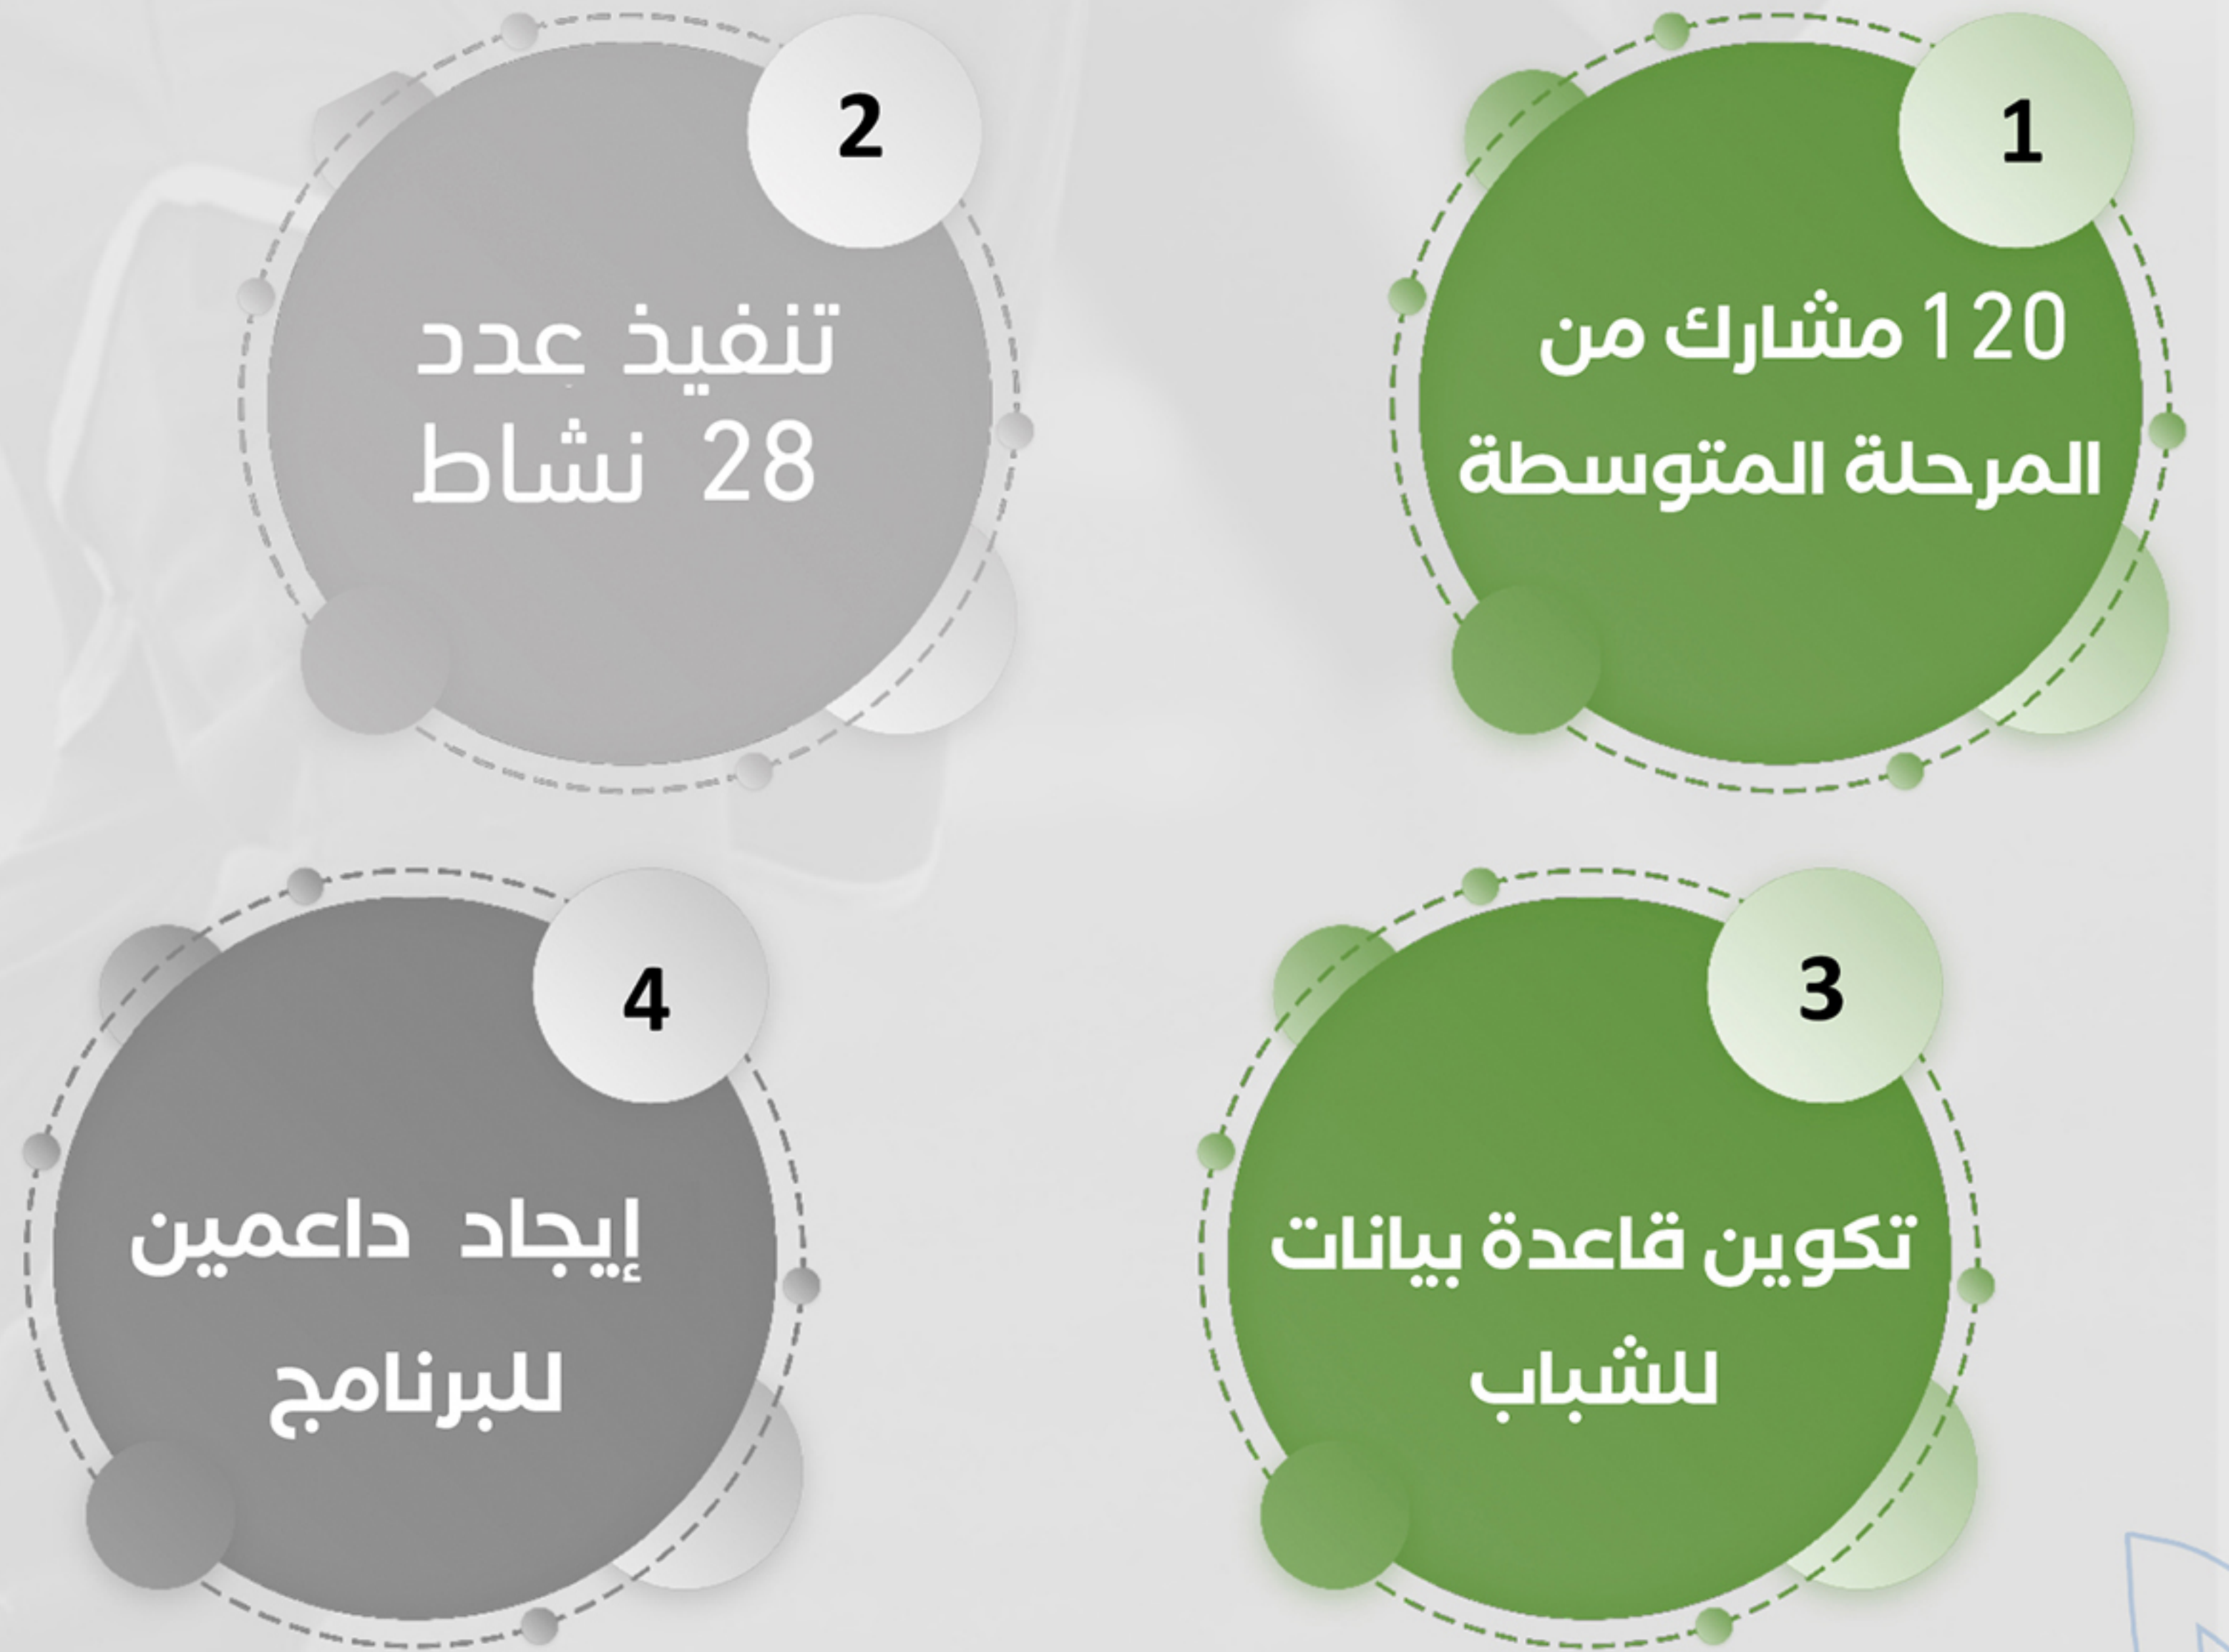 1
120 مشارك من
المرحلة المتوسطة
2
تنفيذ عِدد
28 نشاط
3
تكوين قاعدة بيانات
للشباب
4
إيجاد داعمين
للبرنامج